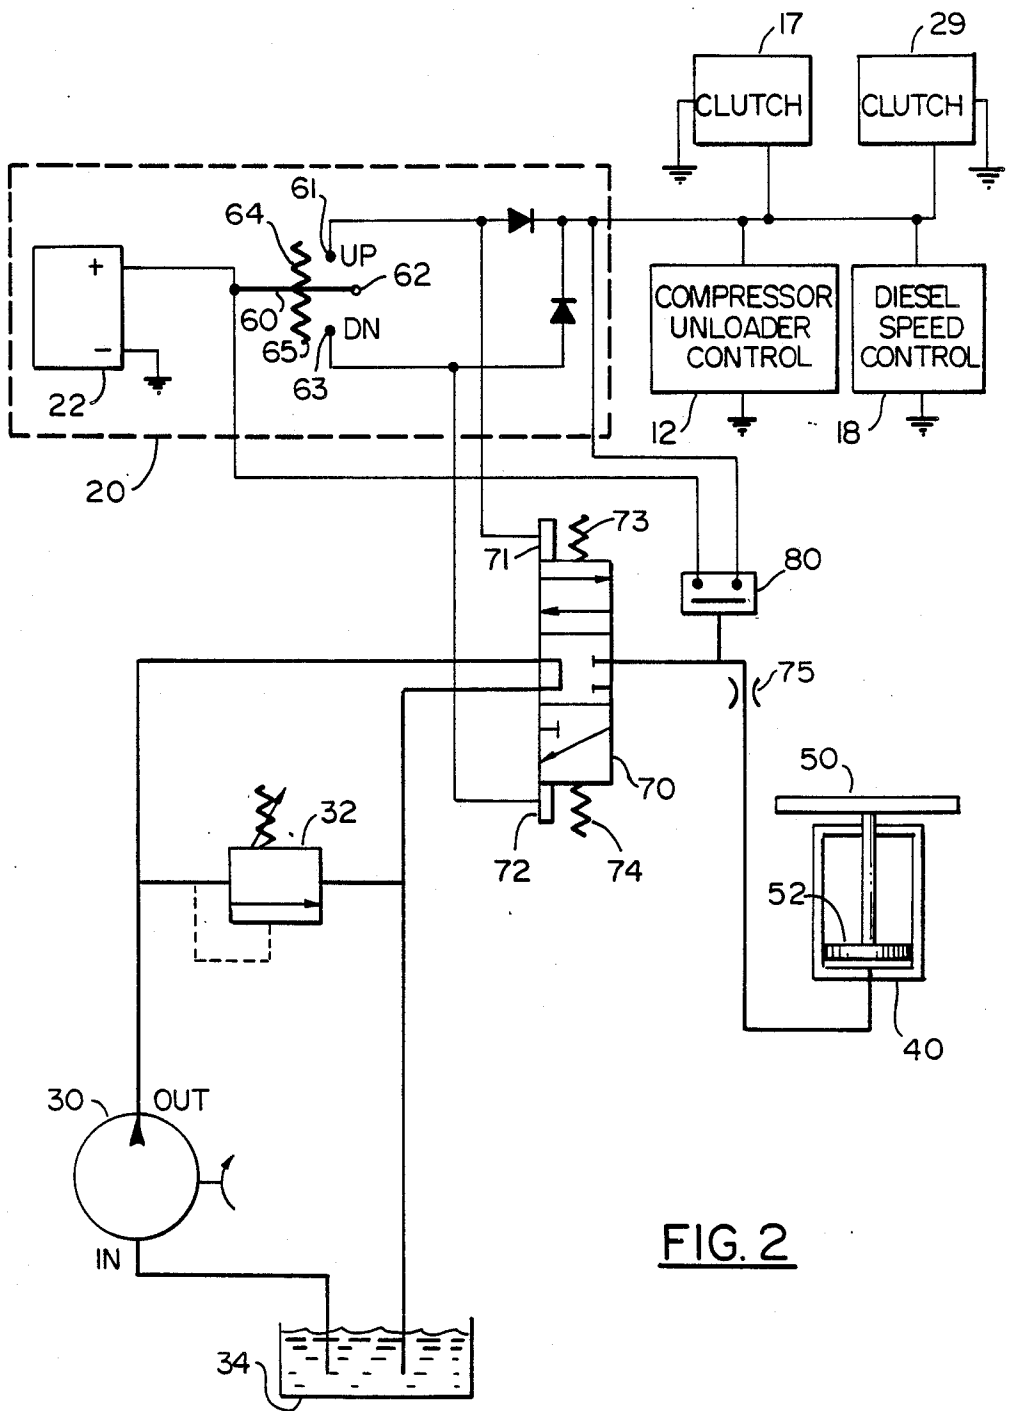 17
29
CLUTCH
CLUTCH
61
64
UP
62
+
60
DN
65
63
−
22
20
COMPRESSOR
UNLOADER
CONTROL
DIESEL
SPEED
CONTROL
12
18
71
73
80
75
70
72
74
50
32
52
40
30
OUT
IN
34
FIG. 2